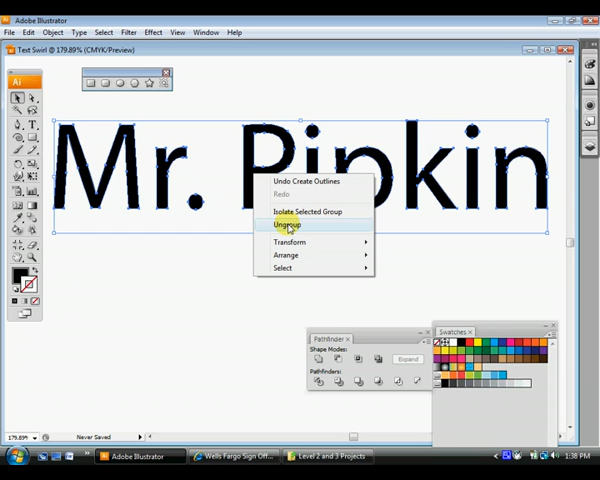 Adobe Illustrator
File Edit Object Type Select Filter Effect View Window Help
Text Swirl @ 179.89% (CMYK/Preview)
Ai
Mr. Pipkin
Undo Create Outlines
Redo
Isolate Selected Group
Ungroup
Transform
Arrange
Select
Pathfinder
Shape Modes:
Expand
Pathfinders:
Swatches
179.89%
Never Saved
Adobe Illustrator
Wells Fargo Sign Off...
Level 2 and 3 Projects
1:38 PM